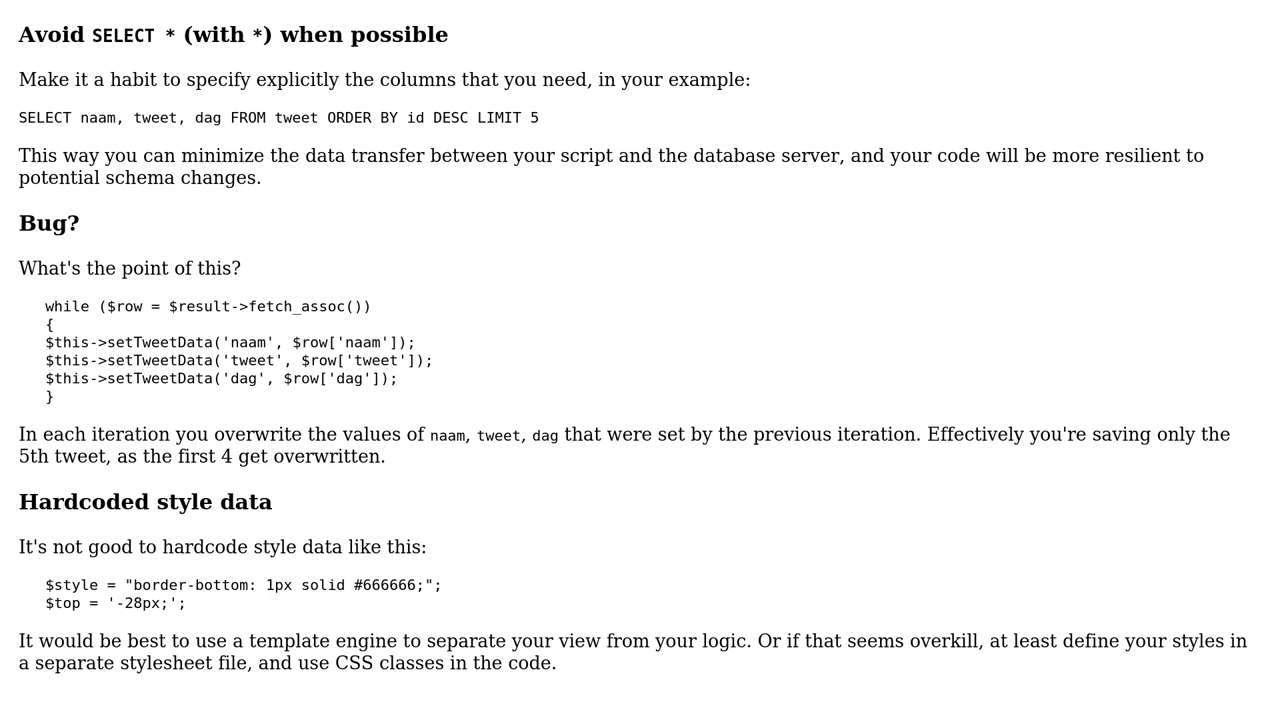 Avoid SELECT * (with *) when possible
Make it a habit to specify explicitly the columns that you need, in your example:
SELECT naam, tweet, dag FROM tweet ORDER BY id DESC LIMIT 5
This way you can minimize the data transfer between your script and the database server, and your code will be more resilient to
potential schema changes.
Bug?
What's the point of this?
while ($row = $result->fetch_assoc())
{
$this->setTweetData('naam', $row['naam']);
$this->setTweetData('tweet', $row['tweet']);
$this->setTweetData('dag', $row['dag']);
}
In each iteration you overwrite the values of naam, tweet, dag that were set by the previous iteration. Effectively you're saving only the
5th tweet, as the first 4 get overwritten.
Hardcoded style data
It's not good to hardcode style data like this:
$style = "border-bottom: 1px solid #666666;";
$top = '-28px;';
It would be best to use a template engine to separate your view from your logic. Or if that seems overkill, at least define your styles in
a separate stylesheet file, and use CSS classes in the code.